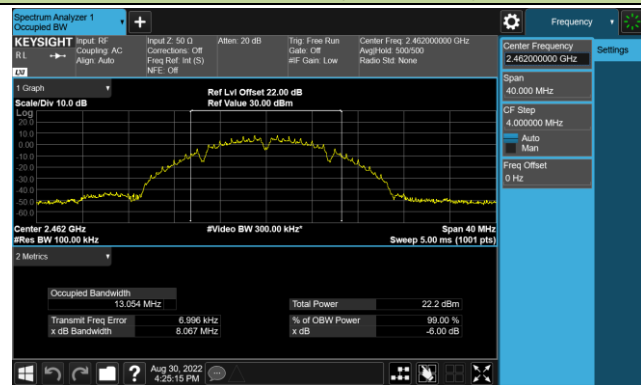 Spectrum Analyzer 1
Occupied BW
Frequency
KEYSIGHT Input: RF
RL Coupling: AC
Align: Auto
Input Z: 50 Ω
Corrections: Off
Freq Ref: Int (S)
NFE: Off
Atten: 20 dB
Trig: Free Run
Gate: Off
#IF Gain: Low
Center Freq: 2.462000000 GHz
Avg|Hold: 500/500
Radio Std: None
LXI
Center Frequency
2.462000000 GHz
Settings
Span
40.000 MHz
CF Step
4.000000 MHz
Auto
Man
Freq Offset
0 Hz
1 Graph
Scale/Div 10.0 dB
Ref Lvl Offset 22.00 dB
Ref Value 30.00 dBm
Log
20.0
10.0
0.00
-10.0
-20.0
-30.0
-40.0
-50.0
-60.0
Center 2.462 GHz
#Res BW 100.00 kHz
#Video BW 300.00 kHz*
Span 40 MHz
Sweep 5.00 ms (1001 pts)
2 Metrics
Occupied Bandwidth
13.054 MHz
Total Power 22.2 dBm
Transmit Freq Error 6.996 kHz
% of OBW Power 99.00 %
x dB Bandwidth 8.067 MHz
x dB -6.00 dB
?
Aug 30, 2022
4:25:15 PM